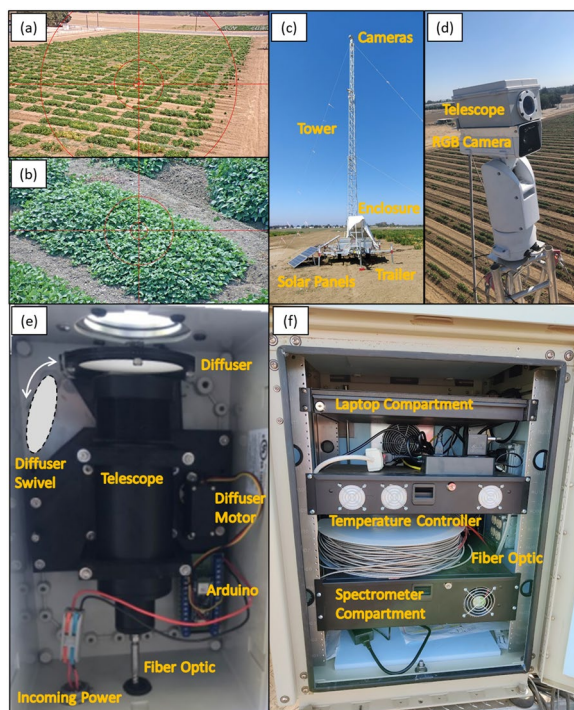 (a)
(b)
(c)
Cameras
Tower
Enclosure
Solar Panels
Trailer
(d)
Telescope
RGB Camera
(e)
Diffuser
Diffuser
Swivel
Telescope
Diffuser
Motor
Arduino
Fiber Optic
Incoming Power
(f)
Laptop Compartment
Temperature Controller
Fiber Optic
Spectrometer
Compartment